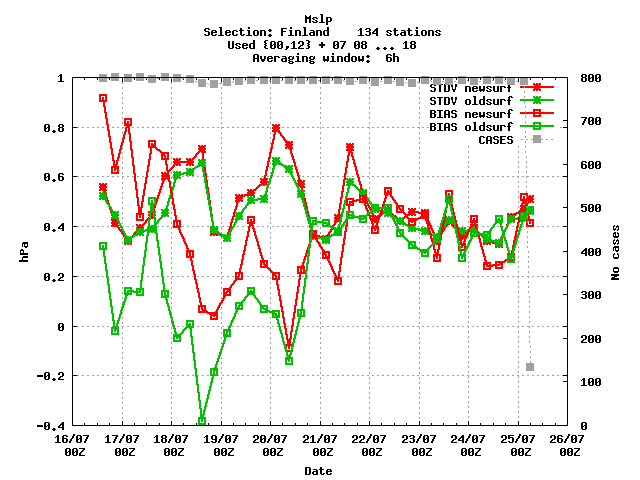 Mslp
Selection: Finland    134 stations
Used {00,12} + 07 08 ... 18
Averaging window:  6h
STDV newsurf
STDV oldsurf
BIAS newsurf
BIAS oldsurf
CASES
1
0.8
0.6
0.4
0.2
0
-0.2
-0.4
hPa
800
700
600
500
400
300
200
100
0
No cases
16/07 17/07 18/07 19/07 20/07 21/07 22/07 23/07 24/07 25/07 26/07
00Z 00Z 00Z 00Z 00Z 00Z 00Z 00Z 00Z 00Z 00Z
Date